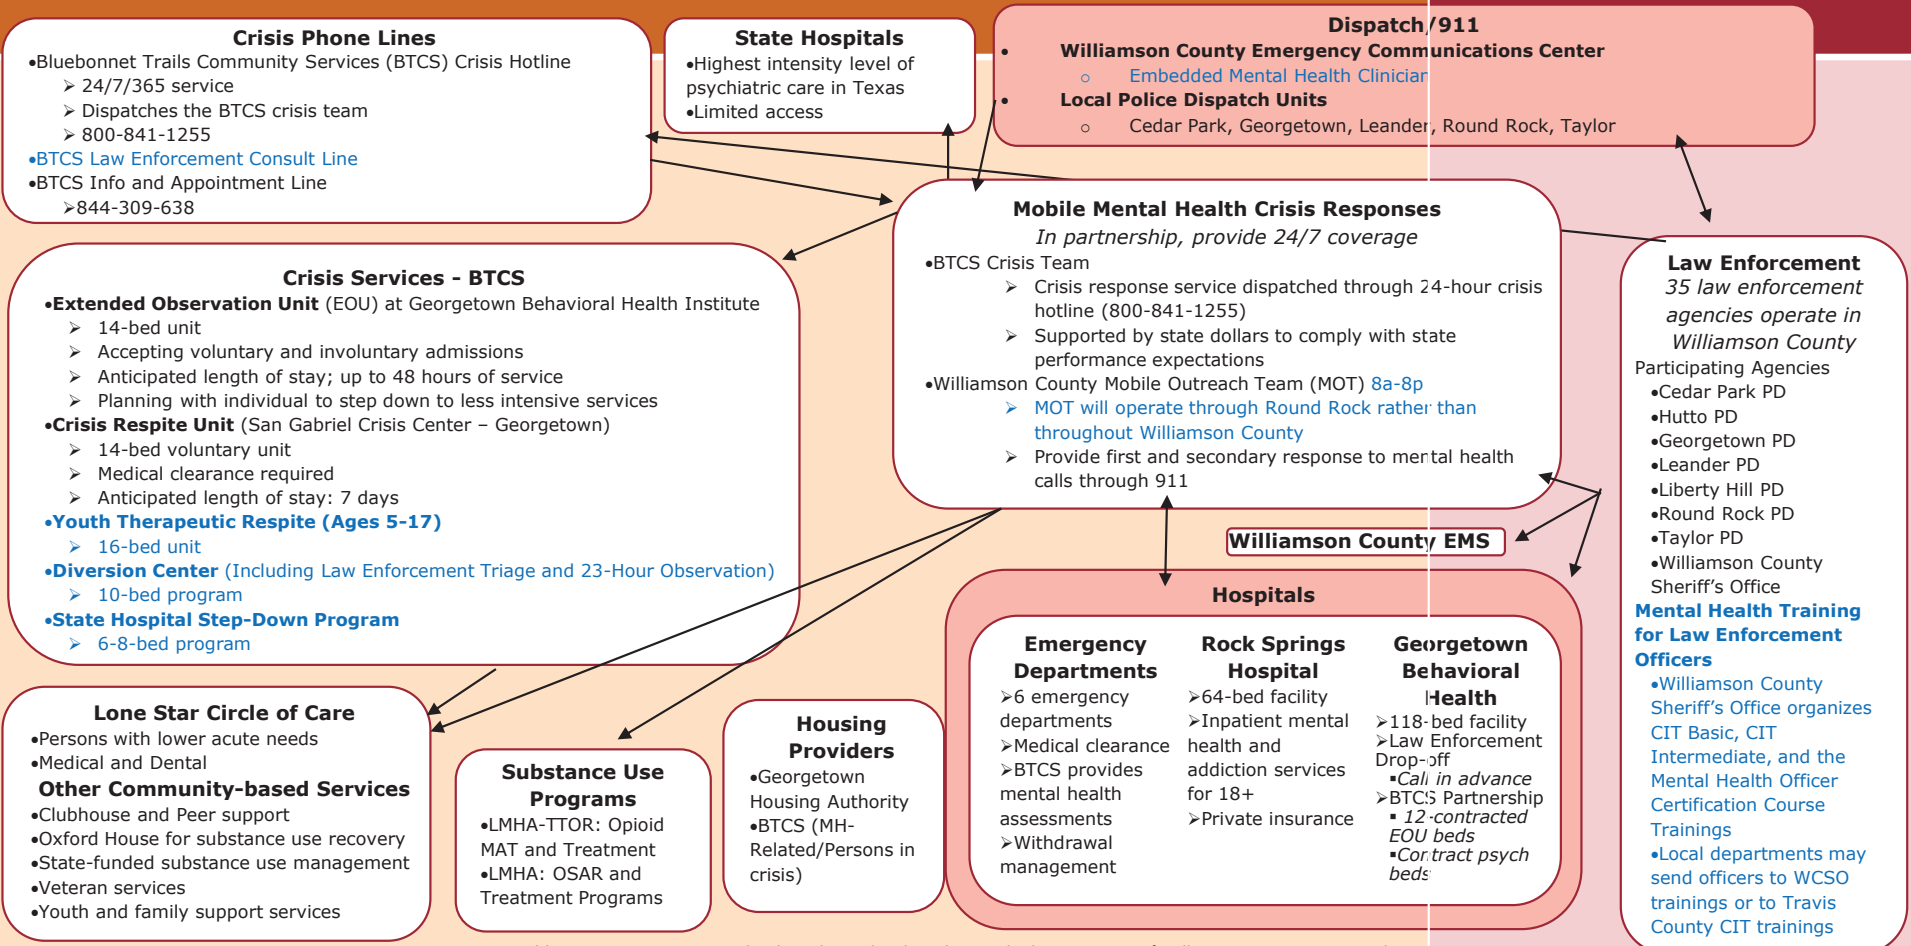 Crisis Phone Lines
•Bluebonnet Trails Community Services (BTCS) Crisis Hotline
➢ 24/7/365 service
➢ Dispatches the BTCS crisis team
➢ 800-841-1255
•BTCS Law Enforcement Consult Line
•BTCS Info and Appointment Line
➢844-309-638
State Hospitals
•Highest intensity level of
psychiatric care in Texas
•Limited access
Dispatch/911
• Williamson County Emergency Communications Center
o Embedded Mental Health Clinician
• Local Police Dispatch Units
o Cedar Park, Georgetown, Leander, Round Rock, Taylor
Mobile Mental Health Crisis Responses
In partnership, provide 24/7 coverage
•BTCS Crisis Team
➢ Crisis response service dispatched through 24-hour crisis
hotline (800-841-1255)
➢ Supported by state dollars to comply with state
performance expectations
•Williamson County Mobile Outreach Team (MOT) 8a-8p
➢ MOT will operate through Round Rock rather than
throughout Williamson County
➢ Provide first and secondary response to mental health
calls through 911
Crisis Services - BTCS
•Extended Observation Unit (EOU) at Georgetown Behavioral Health Institute
➢ 14-bed unit
➢ Accepting voluntary and involuntary admissions
➢ Anticipated length of stay; up to 48 hours of service
➢ Planning with individual to step down to less intensive services
•Crisis Respite Unit (San Gabriel Crisis Center – Georgetown)
➢ 14-bed voluntary unit
➢ Medical clearance required
➢ Anticipated length of stay: 7 days
•Youth Therapeutic Respite (Ages 5-17)
➢ 16-bed unit
•Diversion Center (Including Law Enforcement Triage and 23-Hour Observation)
➢ 10-bed program
•State Hospital Step-Down Program
➢ 6-8-bed program
Law Enforcement
35 law enforcement
agencies operate in
Williamson County
Participating Agencies
•Cedar Park PD
•Hutto PD
•Georgetown PD
•Leander PD
•Liberty Hill PD
•Round Rock PD
•Taylor PD
•Williamson County
Sheriff's Office
Mental Health Training
for Law Enforcement
Officers
•Williamson County
Sheriff's Office organizes
CIT Basic, CIT
Intermediate, and the
Mental Health Officer
Certification Course
Trainings
•Local departments may
send officers to WCSO
trainings or to Travis
County CIT trainings
Williamson County EMS
Hospitals
Emergency
Departments
➢6 emergency
departments
➢Medical clearance
➢BTCS provides
mental health
assessments
➢Withdrawal
management
Rock Springs
Hospital
➢64-bed facility
➢Inpatient mental
health and
addiction services
for 18+
➢Private insurance
Georgetown
Behavioral
Health
➢118-bed facility
➢Law Enforcement
Drop-off
▪Call in advance
➢BTCS Partnership
▪ 12-contracted
EOU beds
▪Contract psych
beds
Lone Star Circle of Care
•Persons with lower acute needs
•Medical and Dental
Other Community-based Services
•Clubhouse and Peer support
•Oxford House for substance use recovery
•State-funded substance use management
•Veteran services
•Youth and family support services
Substance Use
Programs
•LMHA-TTOR: Opioid
MAT and Treatment
•LMHA: OSAR and
Treatment Programs
Housing
Providers
•Georgetown
Housing Authority
•BTCS (MH-
Related/Persons in
crisis)